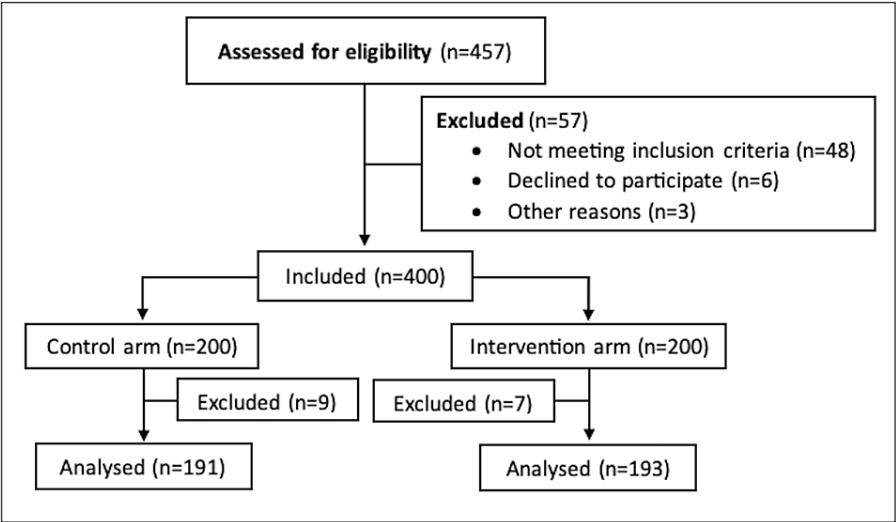 Assessed for eligibility (n=457)
Excluded (n=57)
• Not meeting inclusion criteria (n=48)
• Declined to participate (n=6)
• Other reasons (n=3)
Included (n=400)
Control arm (n=200)
Intervention arm (n=200)
Excluded (n=9)
Excluded (n=7)
Analysed (n=191)
Analysed (n=193)